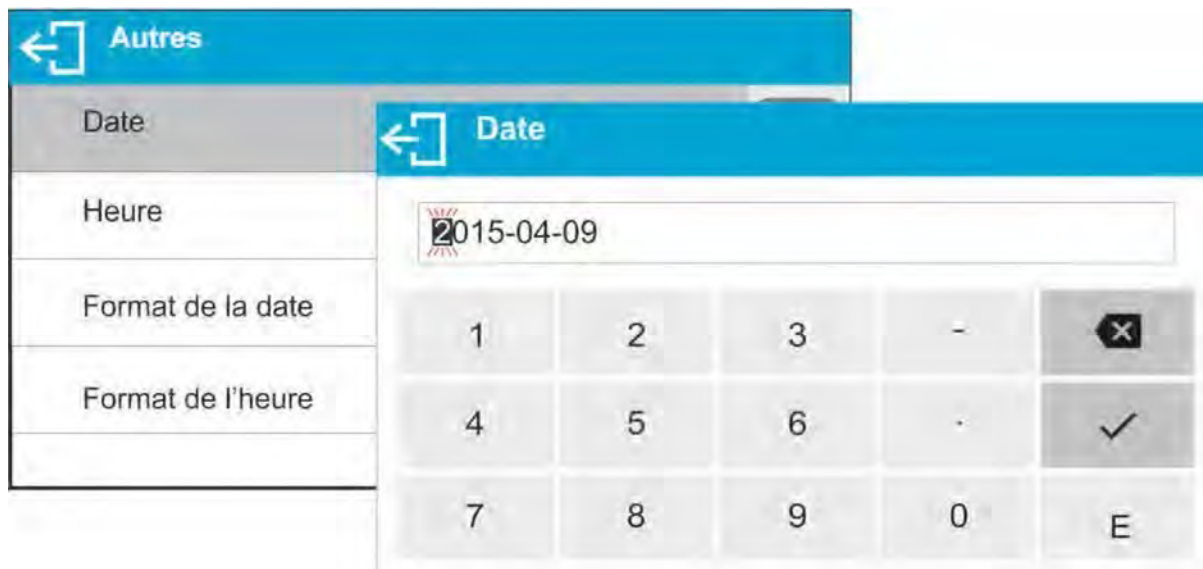 Autres
Date
Heure
Format de la date
Format de l'heure
Date
2015-04-09
1 2 3 -
4 5 6 .
7 8 9 0 E